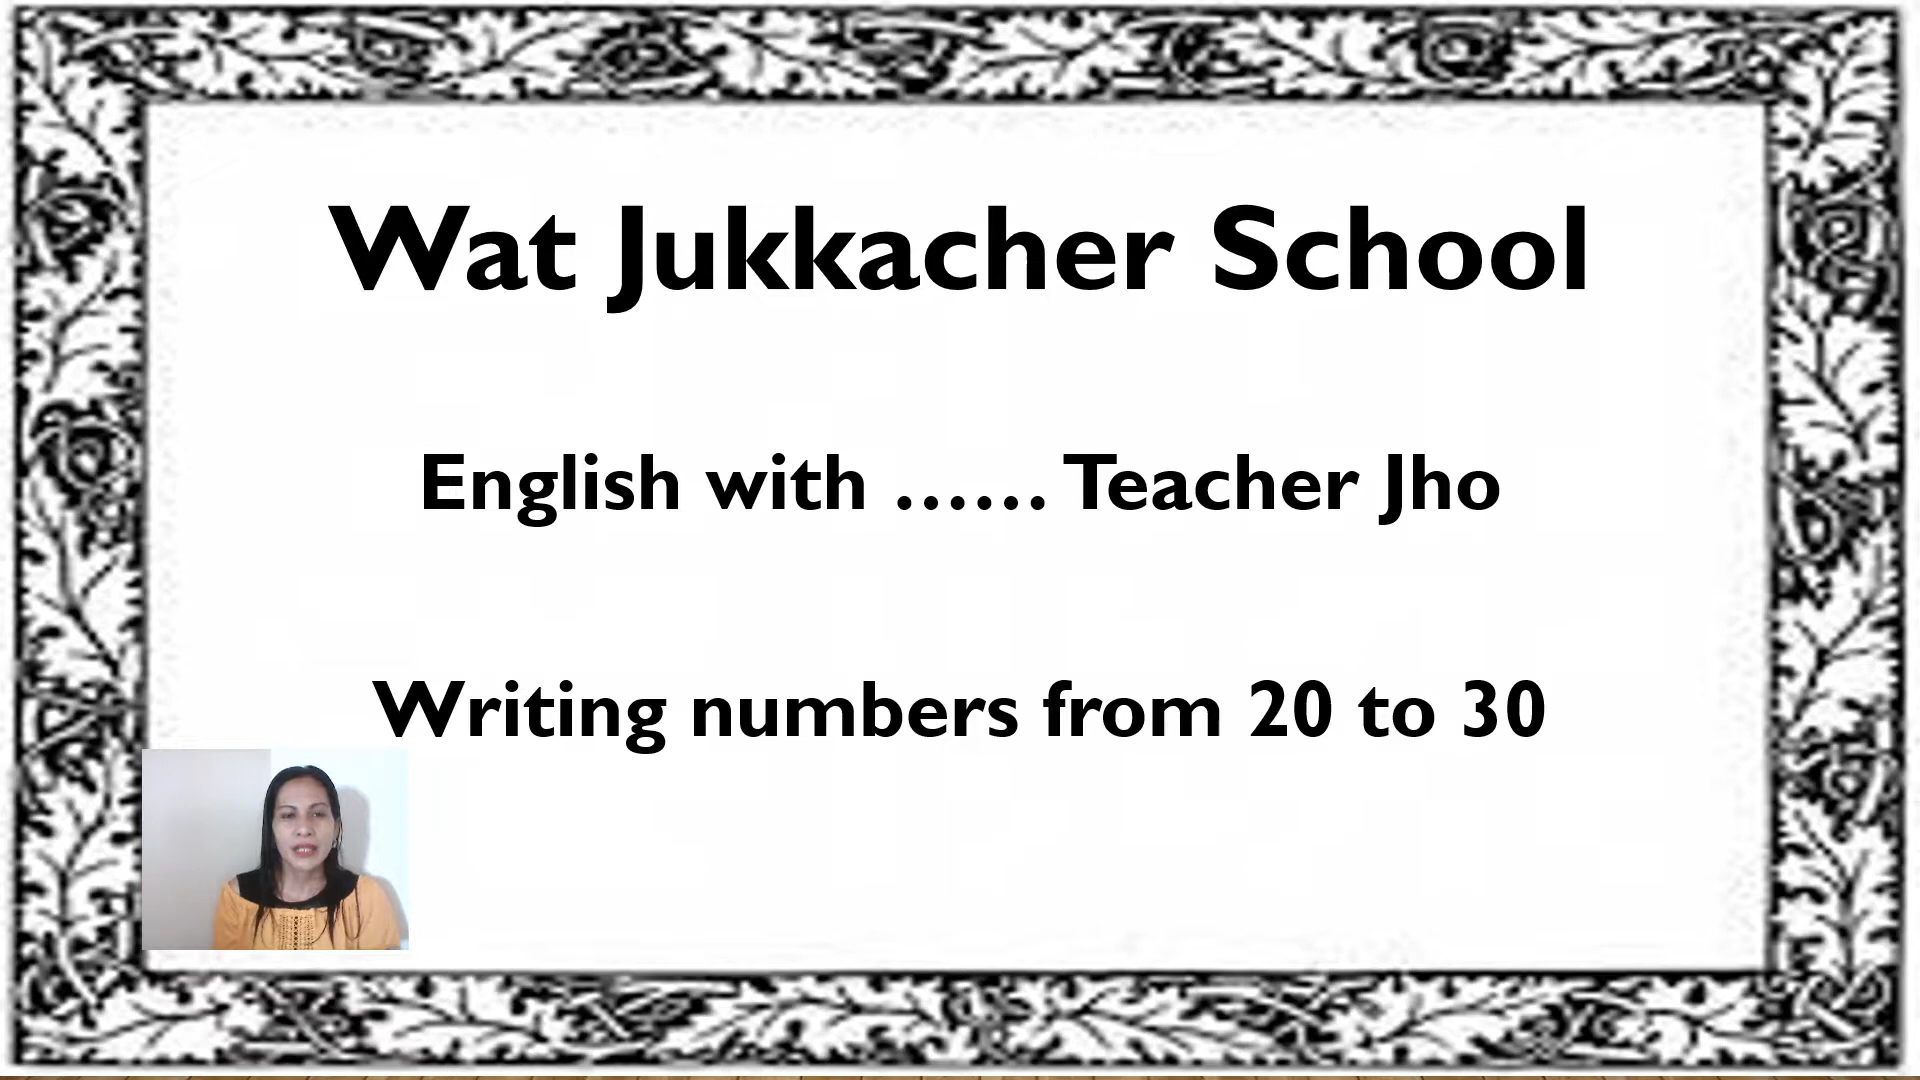 Wat Jukkacher School
English with ...... Teacher Jho
Writing numbers from 20 to 30